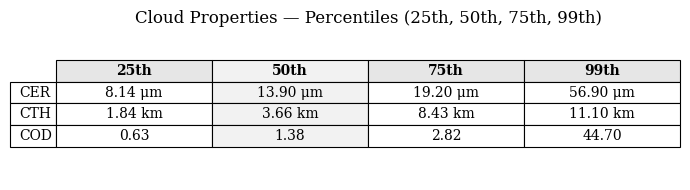 Cloud Properties — Percentiles (25th, 50th, 75th, 99th)
25th 50th 75th 99th
CER 8.14 μm 13.90 μm 19.20 μm 56.90 μm
CTH 1.84 km 3.66 km 8.43 km 11.10 km
COD 0.63 1.38 2.82 44.70